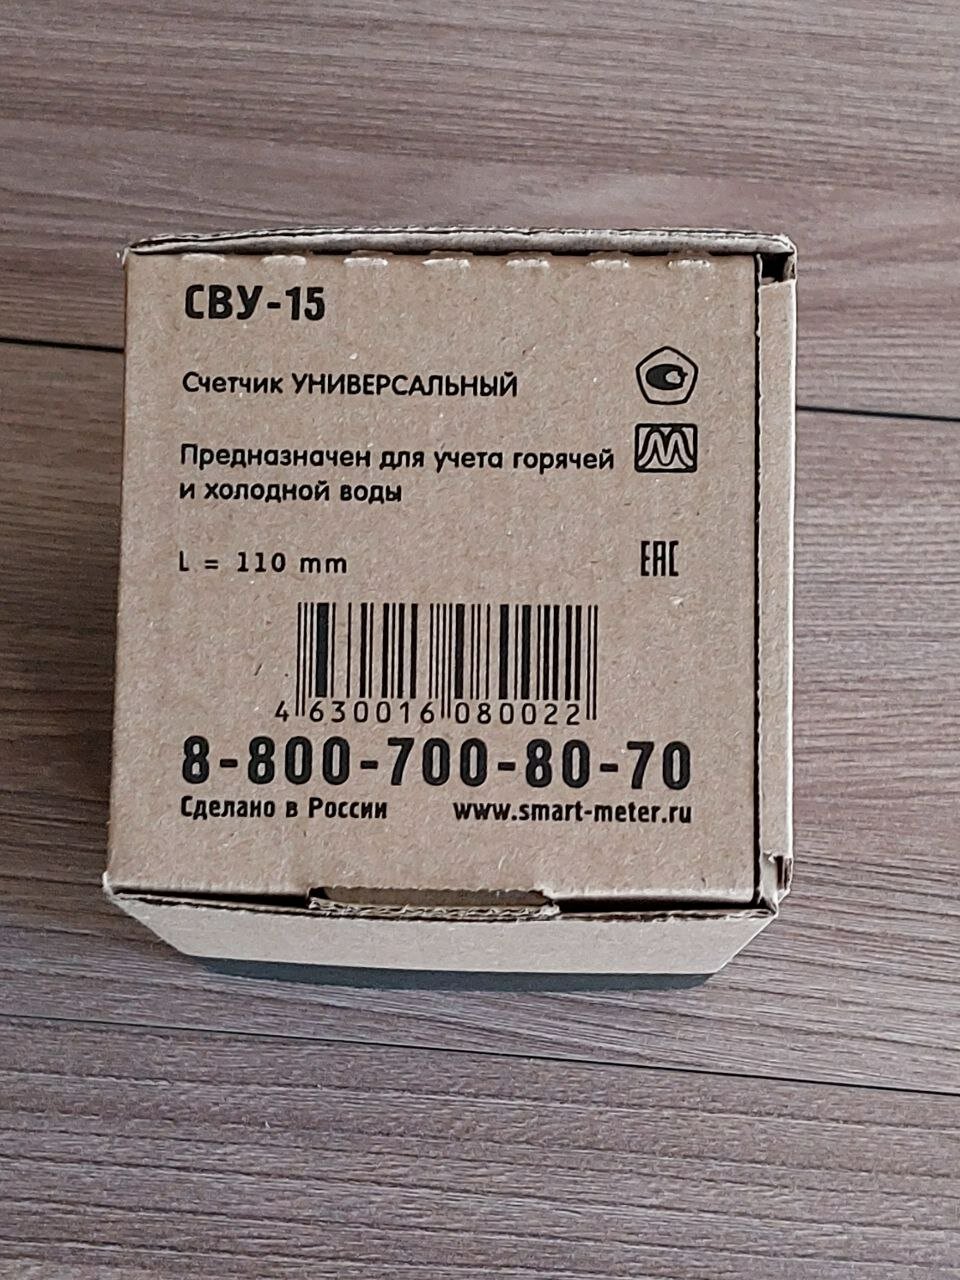 СВУ-15
Счетчик УНИВЕРСАЛЬНЫЙ
Предназначен для учета горячей
и холодной воды
L = 110 mm
ЕАС
4 630016 080022
8-800-700-80-70
Сделано в России www.smart-meter.ru